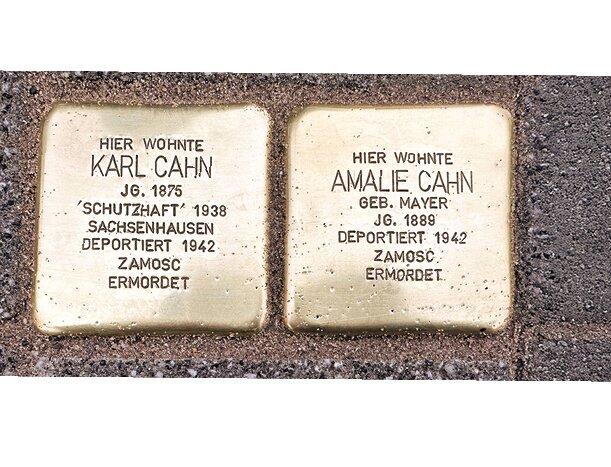 HIER WOHNTE
KARL CAHN
JG. 1875
'SCHUTZHAFT' 1938
SACHSENHAUSEN
DEPORTIERT 1942
ZAMOSC
ERMORDET
HIER WOHNTE
AMALIE CAHN
GEB. MAYER
JG. 1889
DEPORTIERT 1942
ZAMOSC
ERMORDET